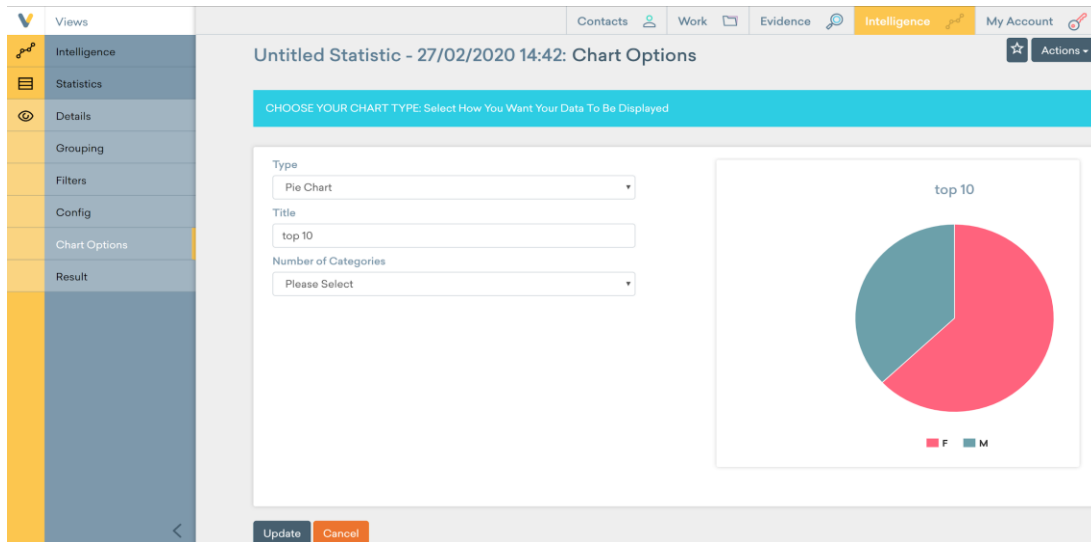 Views
Contacts
Work
Evidence
Intelligence
My Account
Intelligence
Statistics
Details
Grouping
Filters
Config
Chart Options
Result
Untitled Statistic - 27/02/2020 14:42: Chart Options
Actions
CHOOSE YOUR CHART TYPE: Select How You Want Your Data To Be Displayed
Type
Pie Chart
Title
top 10
Number of Categories
Please Select
top 10
F M
Update Cancel